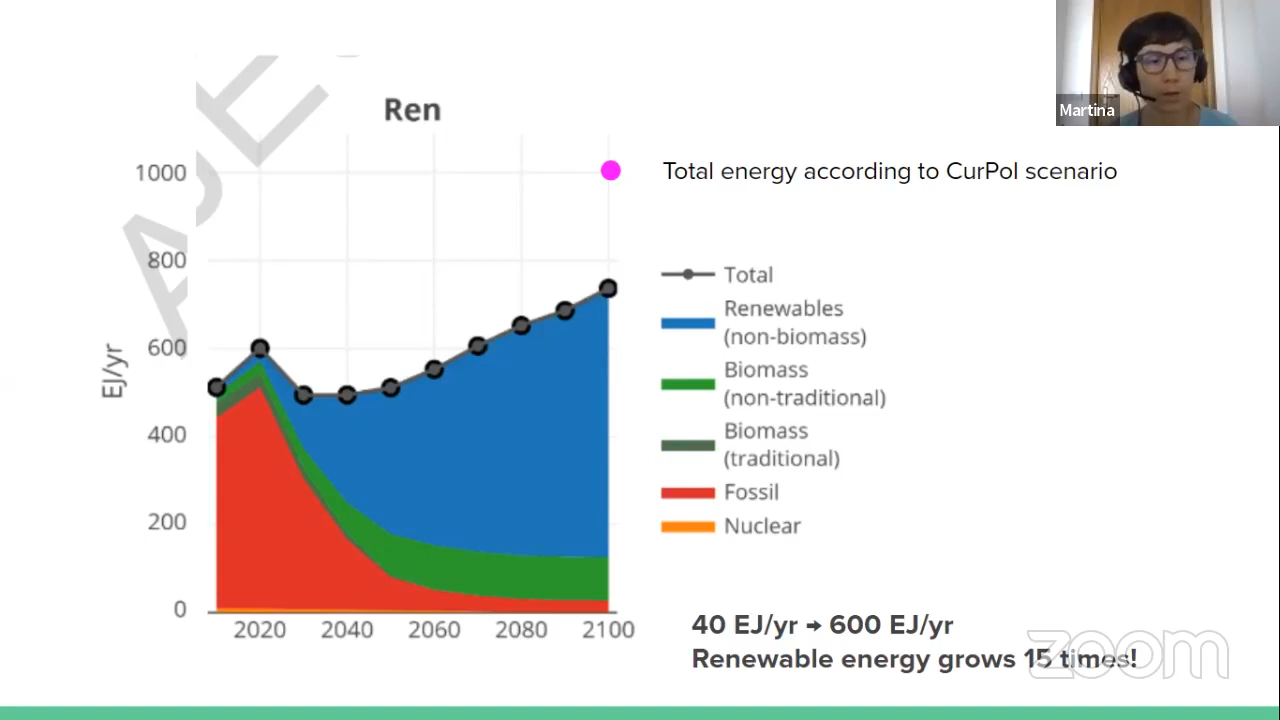 Martina
Ren
Total energy according to CurPol scenario
EJ/yr
1000
800
600
400
200
0
2020 2040 2060 2080 2100
Total
Renewables
(non-biomass)
Biomass
(non-traditional)
Biomass
(traditional)
Fossil
Nuclear
40 EJ/yr → 600 EJ/yr
Renewable energy grows 15 times!
zoom